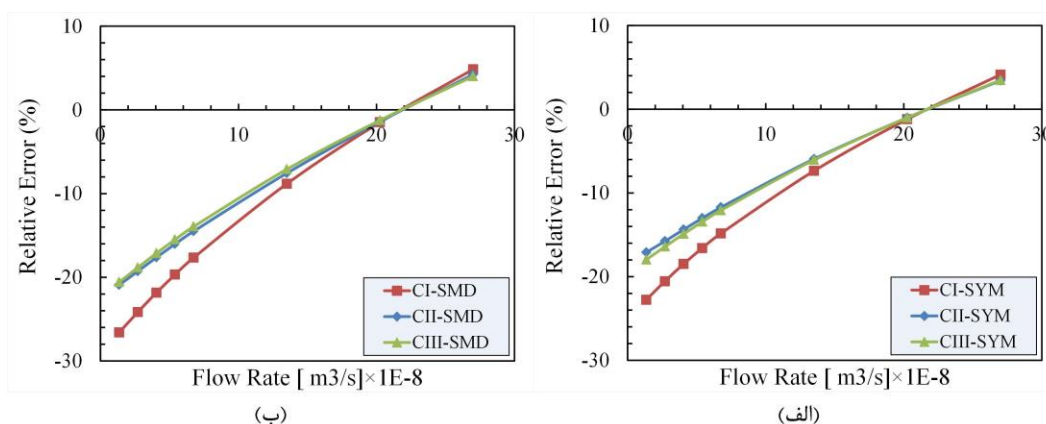 10
0
-10
-20
-30
0
10
20
30
Relative Error (%)
CI-SMD
CII-SMD
CIII-SMD
Flow Rate [ m3/s]×1E-8
(ب)
10
0
-10
-20
-30
0
10
20
30
Relative Error (%)
CI-SYM
CII-SYM
CIII-SYM
Flow Rate [ m3/s]×1E-8
(الف)